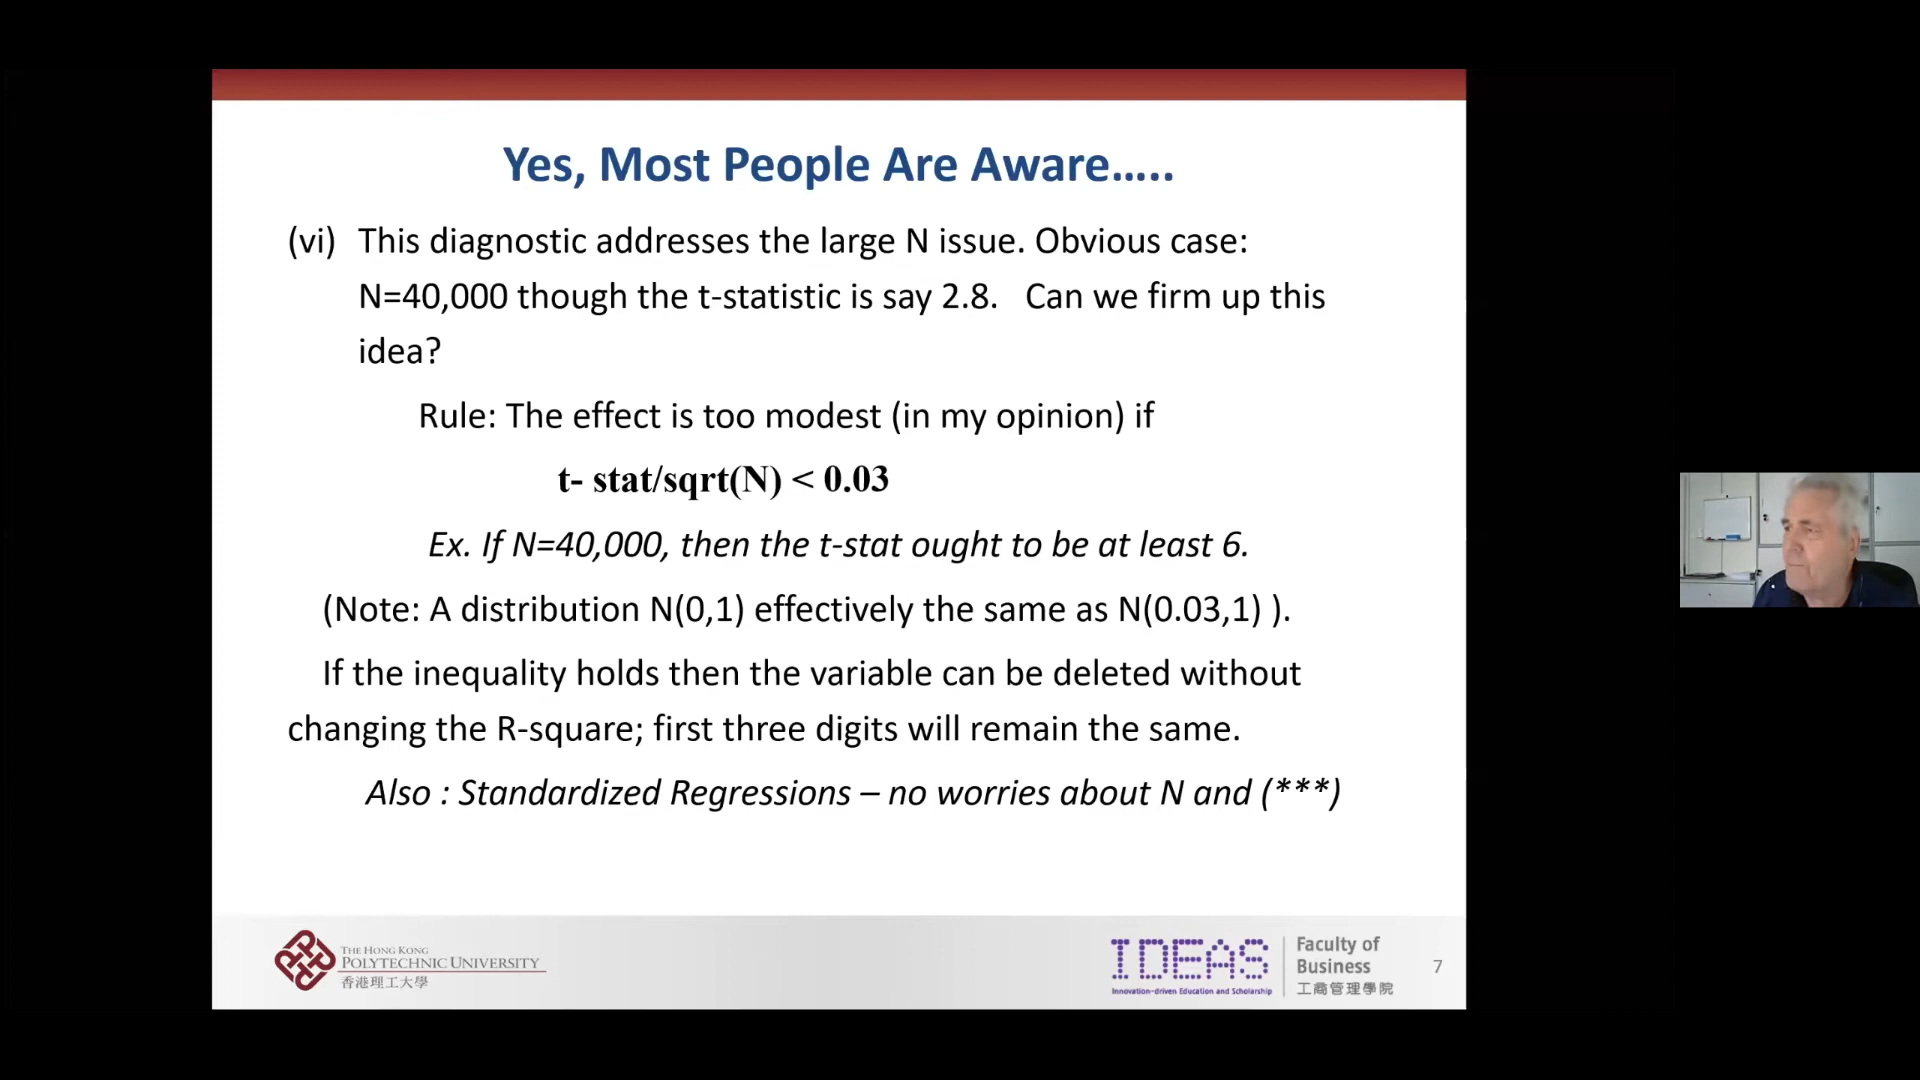 Yes, Most People Are Aware…..
(vi) This diagnostic addresses the large N issue. Obvious case:
N=40,000 though the t-statistic is say 2.8. Can we firm up this
idea?
Rule: The effect is too modest (in my opinion) if
t- stat/sqrt(N) < 0.03
Ex. If N=40,000, then the t-stat ought to be at least 6.
(Note: A distribution N(0,1) effectively the same as N(0.03,1) ).
If the inequality holds then the variable can be deleted without
changing the R-square; first three digits will remain the same.
Also : Standardized Regressions – no worries about N and (***)
THE HONG KONG
POLYTECHNIC UNIVERSITY
香港理工大學
IDEAS
Innovation-driven Education and Scholarship
Faculty of
Business
工商管理學院
7